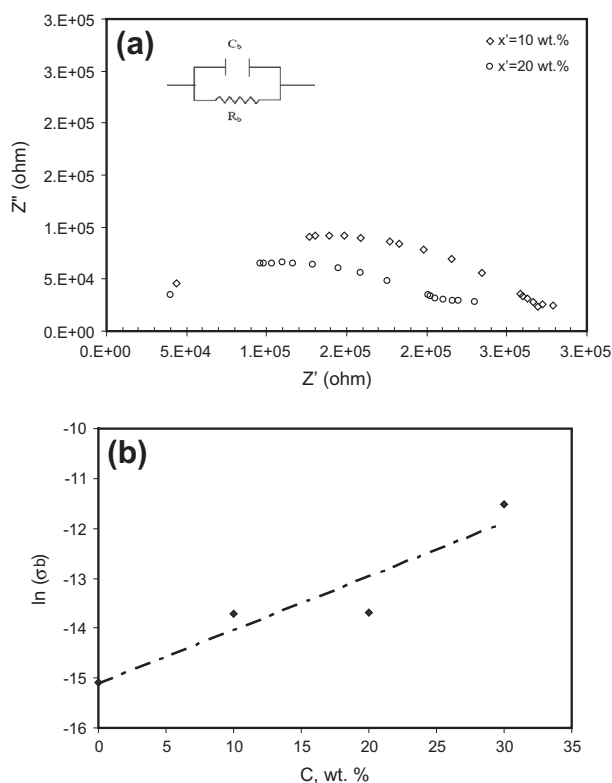 (a)
C_b
R_b
x'=10 wt.%
x'=20 wt.%
3.E+05
3.E+05
2.E+05
2.E+05
1.E+05
5.E+04
0.E+00
Z" (ohm)
0.E+00
5.E+04
1.E+05
2.E+05
2.E+05
3.E+05
3.E+05
Z' (ohm)
(b)
-10
-11
-12
-13
-14
-15
-16
ln (σb)
0
5
10
15
20
25
30
35
C, wt. %